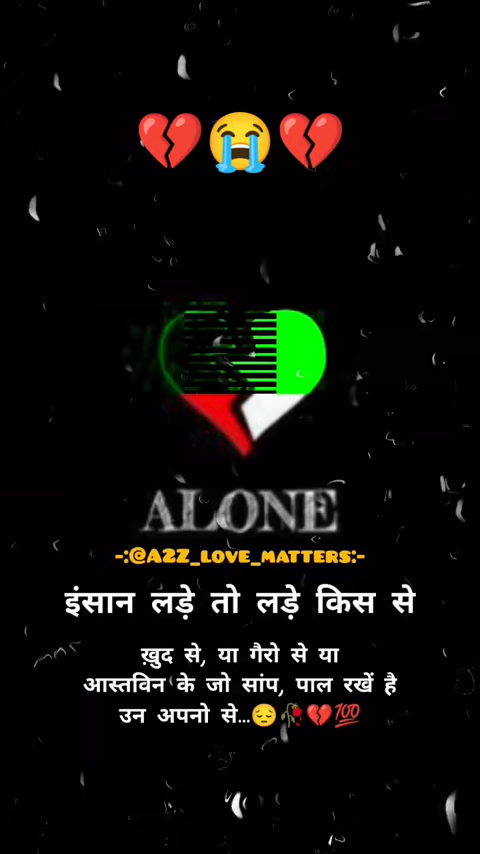 💔😭💔
ALONE
-:@A2Z_LOVE_MATTERS:-
इंसान लड़े तो लड़े किस से
ख़ुद से, या गैरो से या
आस्तविन के जो सांप, पाल रखें है
उन अपनो से...😔🥀💔💯